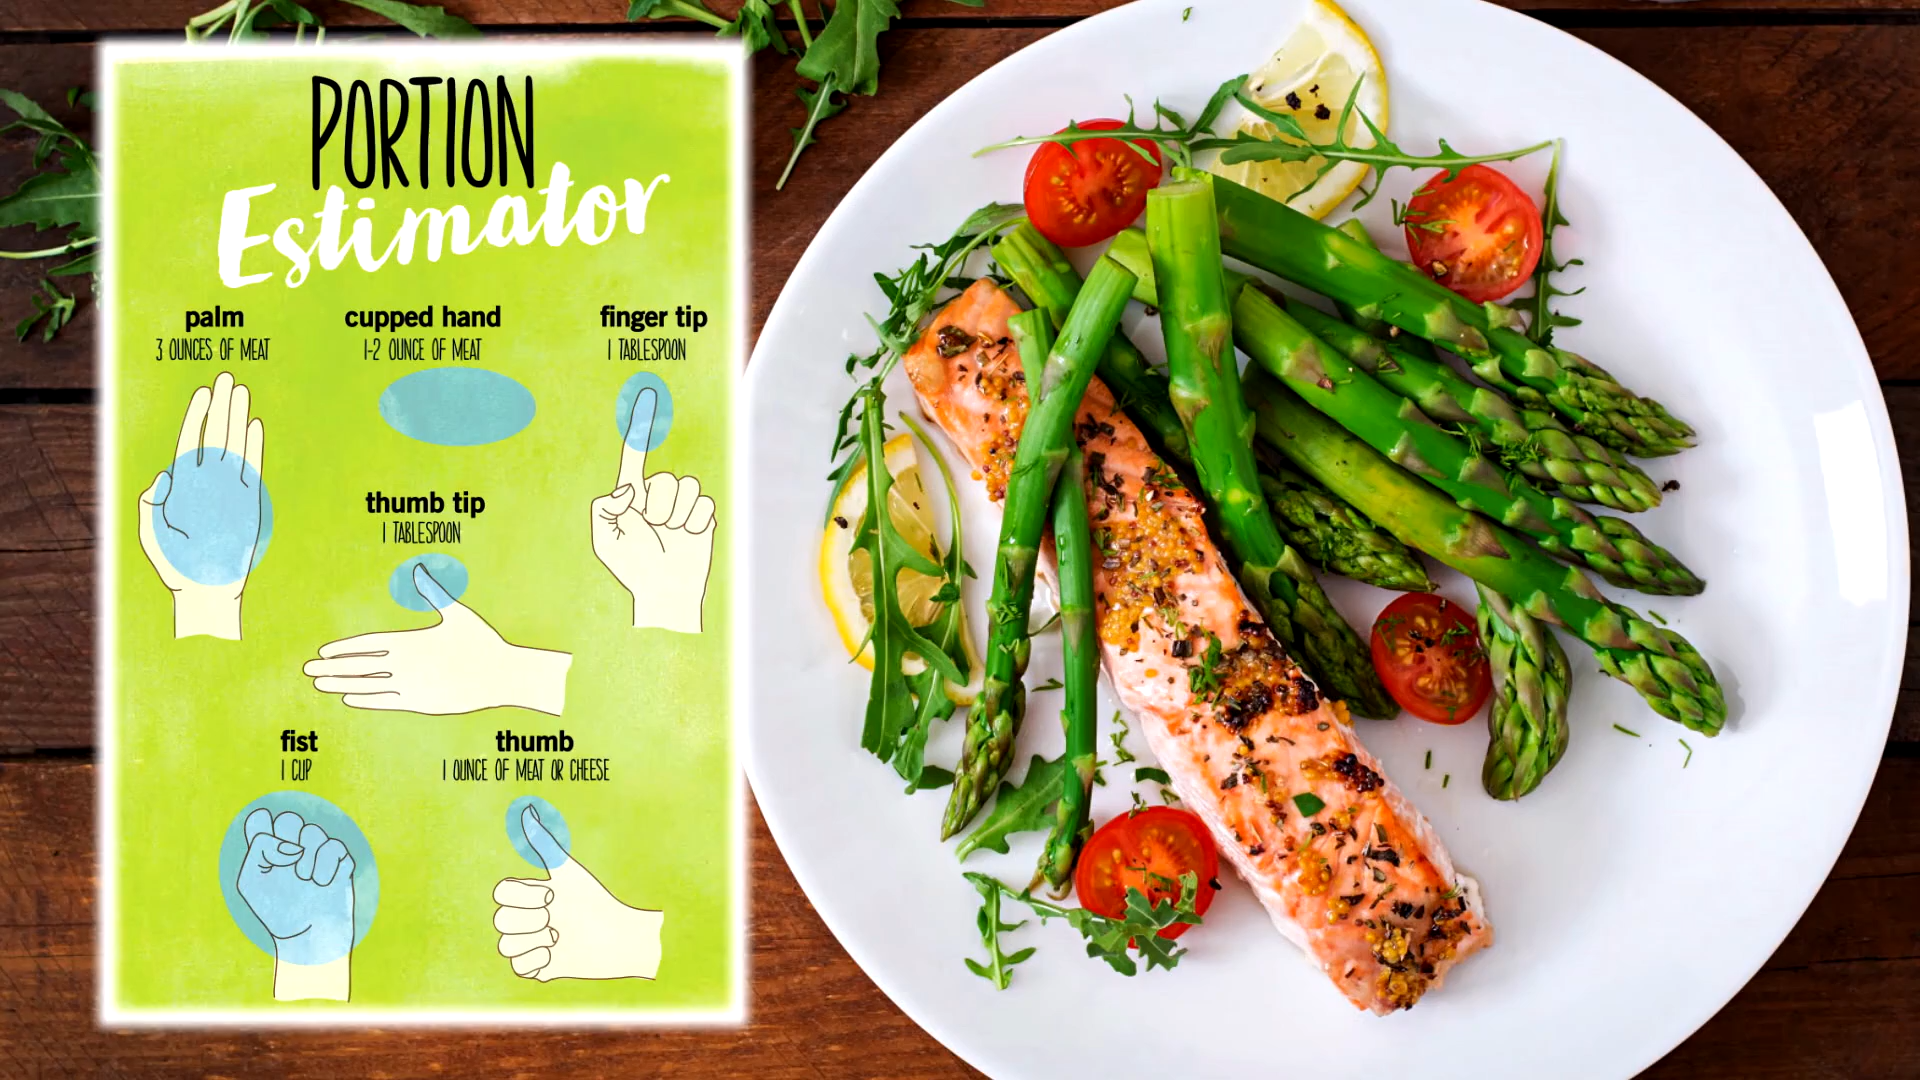 PORTION
Estimator
palm
3 OUNCES OF MEAT
cupped hand
1-2 OUNCE OF MEAT
finger tip
1 TABLESPOON
thumb tip
1 TABLESPOON
fist
1 CUP
thumb
1 OUNCE OF MEAT OR CHEESE